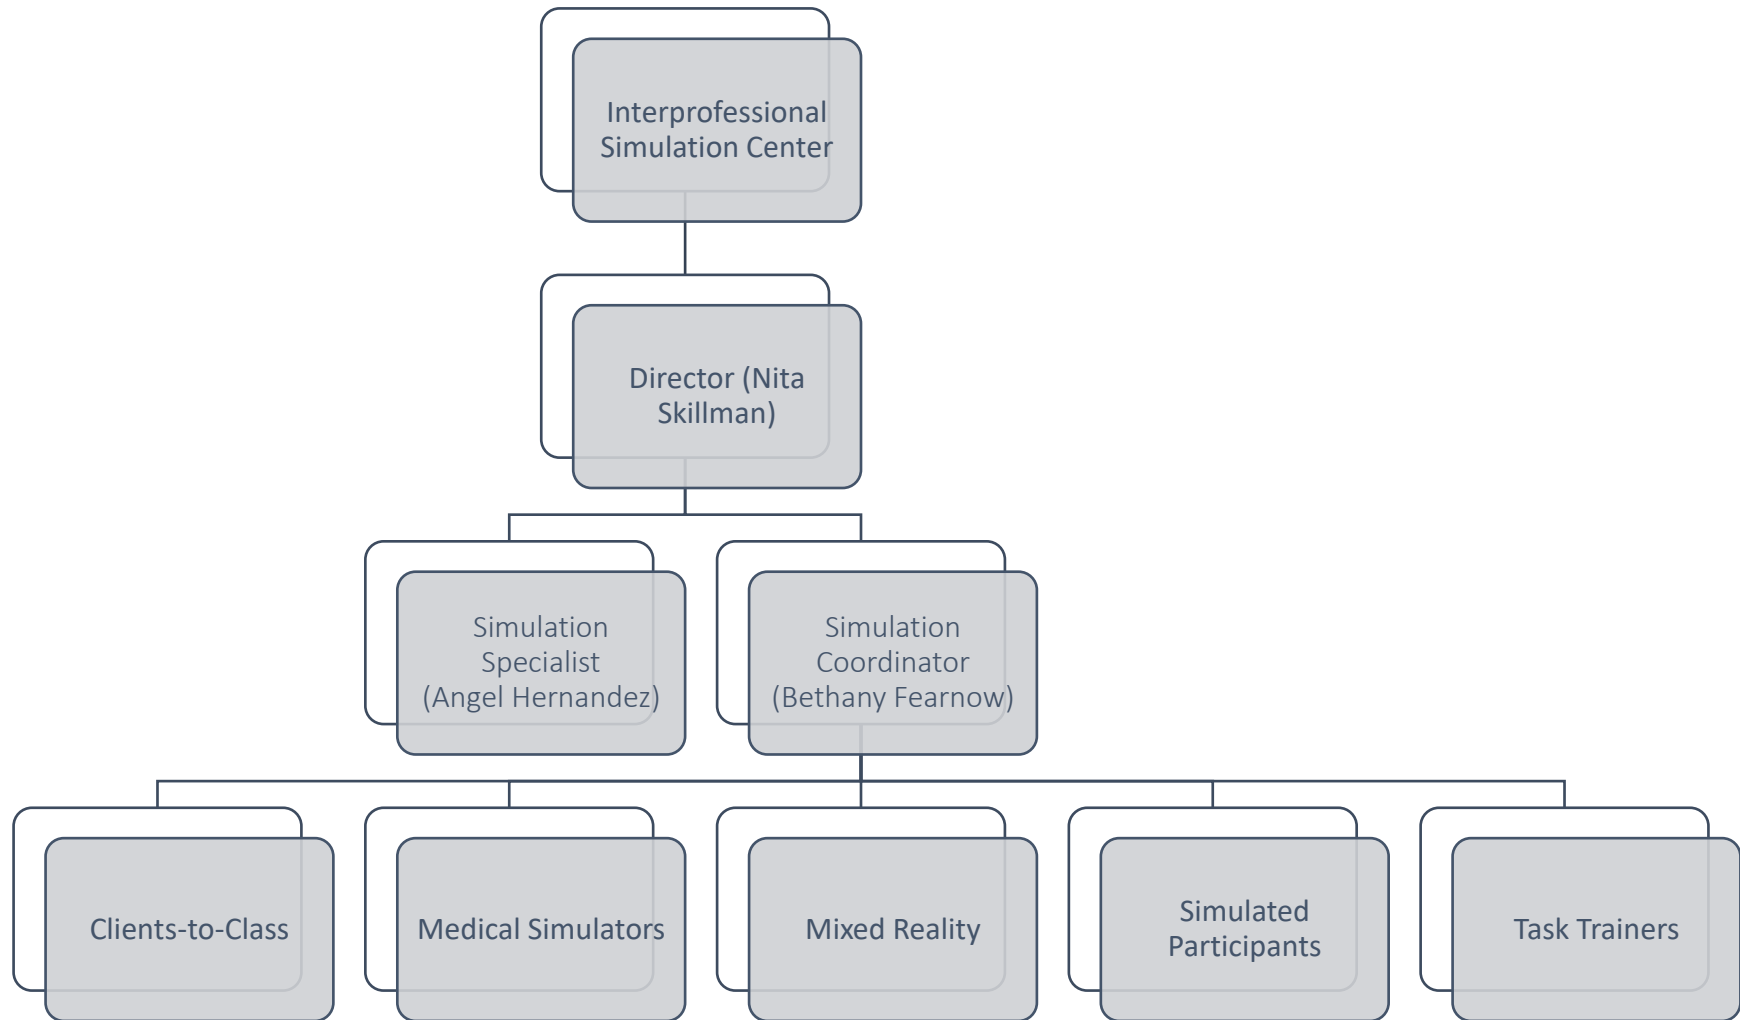 Interprofessional
Simulation Center
Director (Nita
Skillman)
Simulation
Specialist
(Angel Hernandez)
Simulation
Coordinator
(Bethany Fearnow)
Clients-to-Class
Medical Simulators
Mixed Reality
Simulated
Participants
Task Trainers